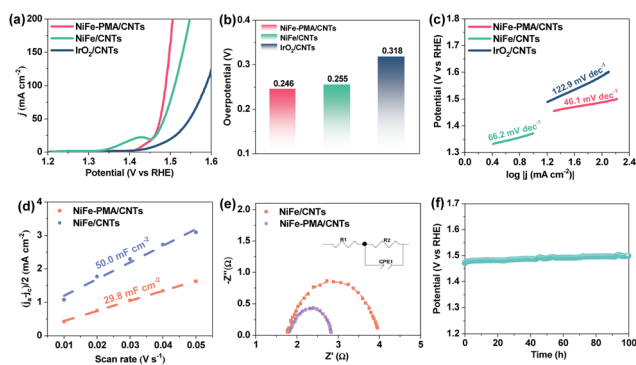 (a)
NiFe-PMA/CNTs
NiFe/CNTs
IrO₂/CNTs
j (mA cm⁻²)
200
150
100
50
0
1.2 1.3 1.4 1.5 1.6
Potential (V vs RHE)
(b)
NiFe-PMA/CNTs
NiFe/CNTs
IrO₂/CNTs
Overpotential (V)
0.4
0.3
0.2
0.1
0.246
0.255
0.318
(c)
NiFe-PMA/CNTs
NiFe/CNTs
IrO₂/CNTs
Potential (V vs RHE)
1.8
1.7
1.6
1.5
1.4
1.3
122.9 mV dec⁻¹
46.1 mV dec⁻¹
66.2 mV dec⁻¹
0.0 0.5 1.0 1.5 2.0 2.5
log |j (mA cm⁻²)|
(d)
NiFe-PMA/CNTs
NiFe/CNTs
(jₐ-j꜀)/2 (mA cm⁻²)
4
3
2
1
0
50.0 mF cm⁻²
29.8 mF cm⁻²
0.01 0.02 0.03 0.04 0.05
Scan rate (V s⁻¹)
(e)
NiFe/CNTs
NiFe-PMA/CNTs
R1 R2
CPE1
-Z''(Ω)
2
1
0
1 2 3 4 5
Z' (Ω)
(f)
Potential (V vs RHE)
1.7
1.6
1.5
1.4
1.3
1.2
0 20 40 60 80 100
Time (h)